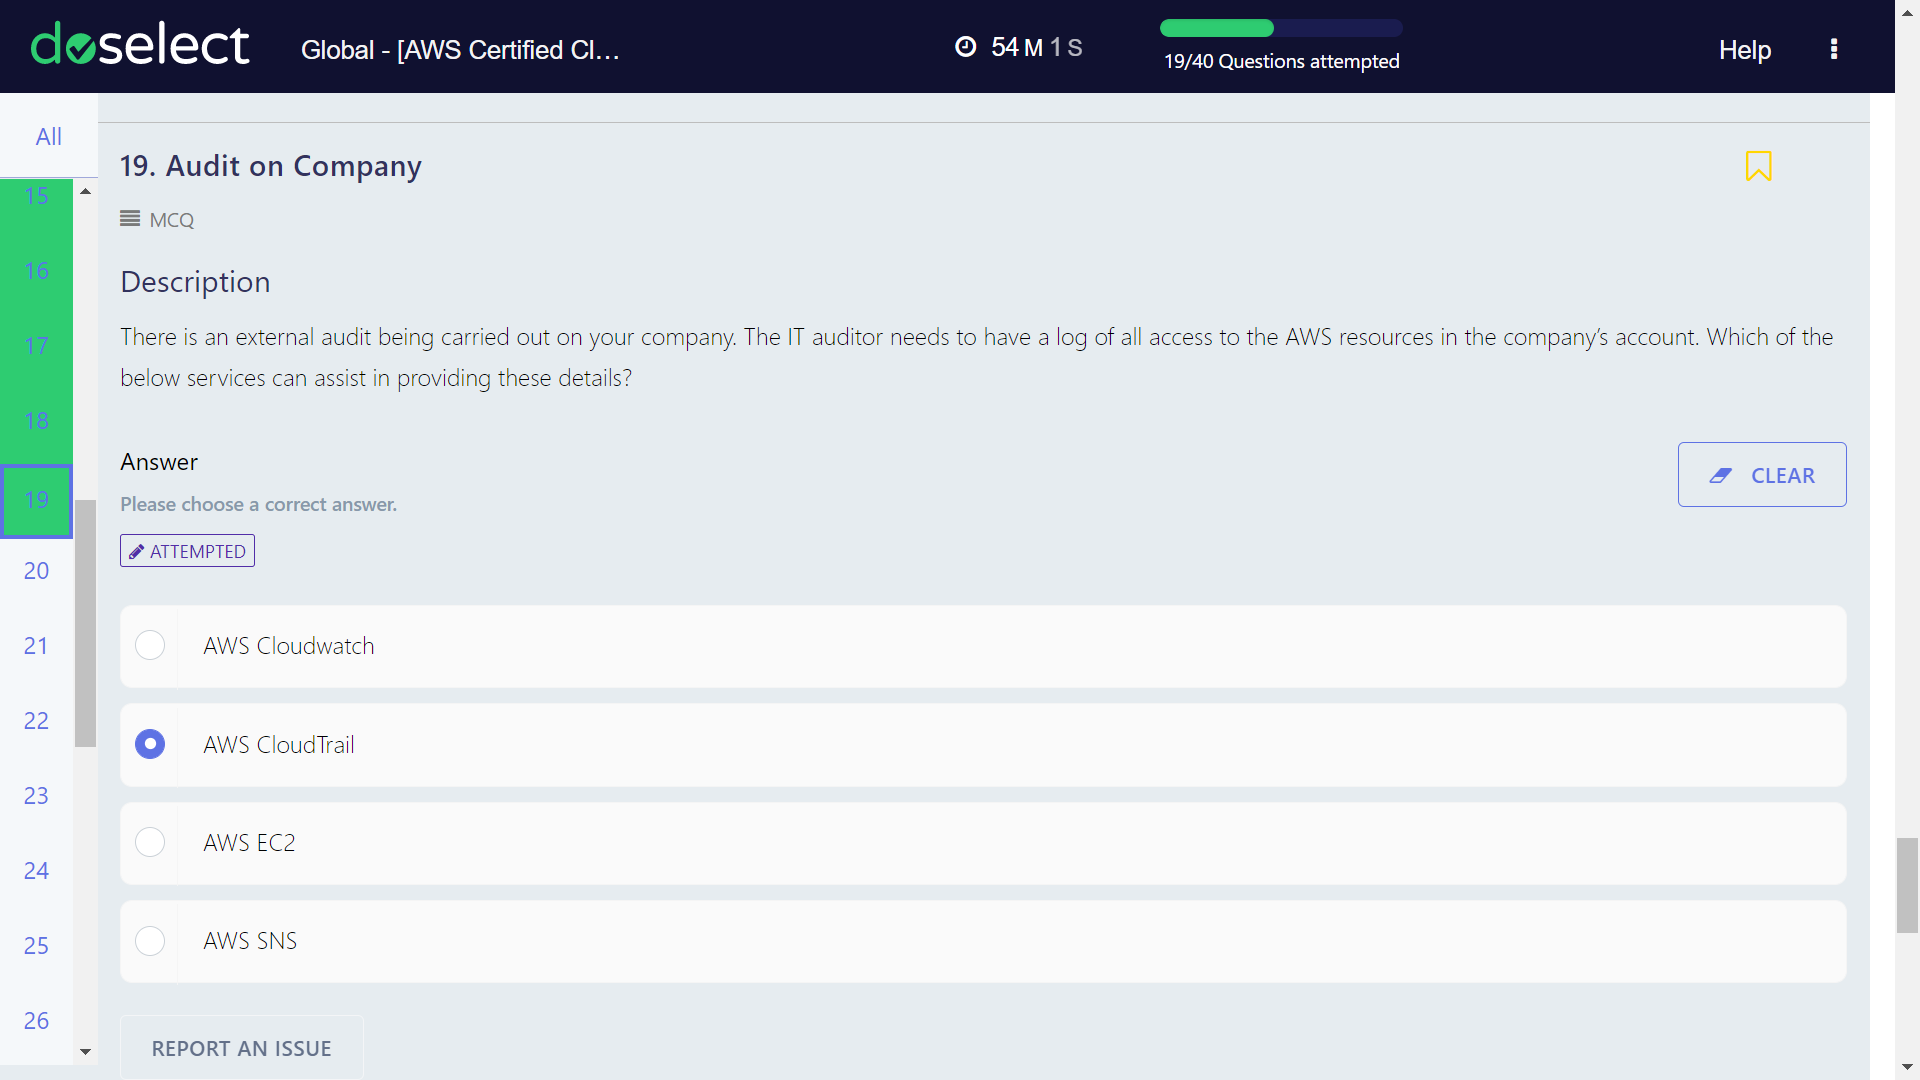 doselect
Global - [AWS Certified Cl...
54 M 1 S
19/40 Questions attempted
Help
All
15
16
17
18
19
20
21
22
23
24
25
26
19. Audit on Company
MCQ
Description
There is an external audit being carried out on your company. The IT auditor needs to have a log of all access to the AWS resources in the company’s account. Which of the
below services can assist in providing these details?
Answer
Please choose a correct answer.
CLEAR
ATTEMPTED
AWS Cloudwatch
AWS CloudTrail
AWS EC2
AWS SNS
REPORT AN ISSUE